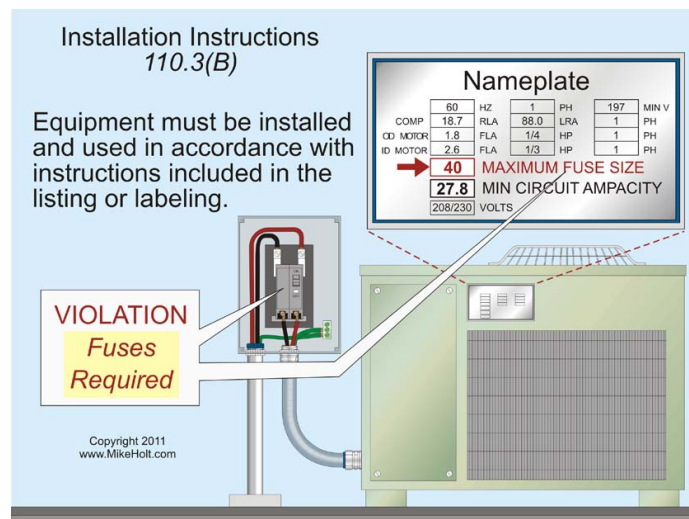 Installation Instructions
110.3(B)
Equipment must be installed
and used in accordance with
instructions included in the
listing or labeling.
Nameplate
60 HZ 1 PH 197 MIN V
COMP 18.7 RLA 88.0 LRA 1 PH
OD MOTOR 1.8 FLA 1/4 HP 1 PH
ID MOTOR 2.6 FLA 1/3 HP 1 PH
40 MAXIMUM FUSE SIZE
27.8 MIN CIRCUIT AMPACITY
208/230 VOLTS
VIOLATION
Fuses
Required
Copyright 2011
www.MikeHolt.com